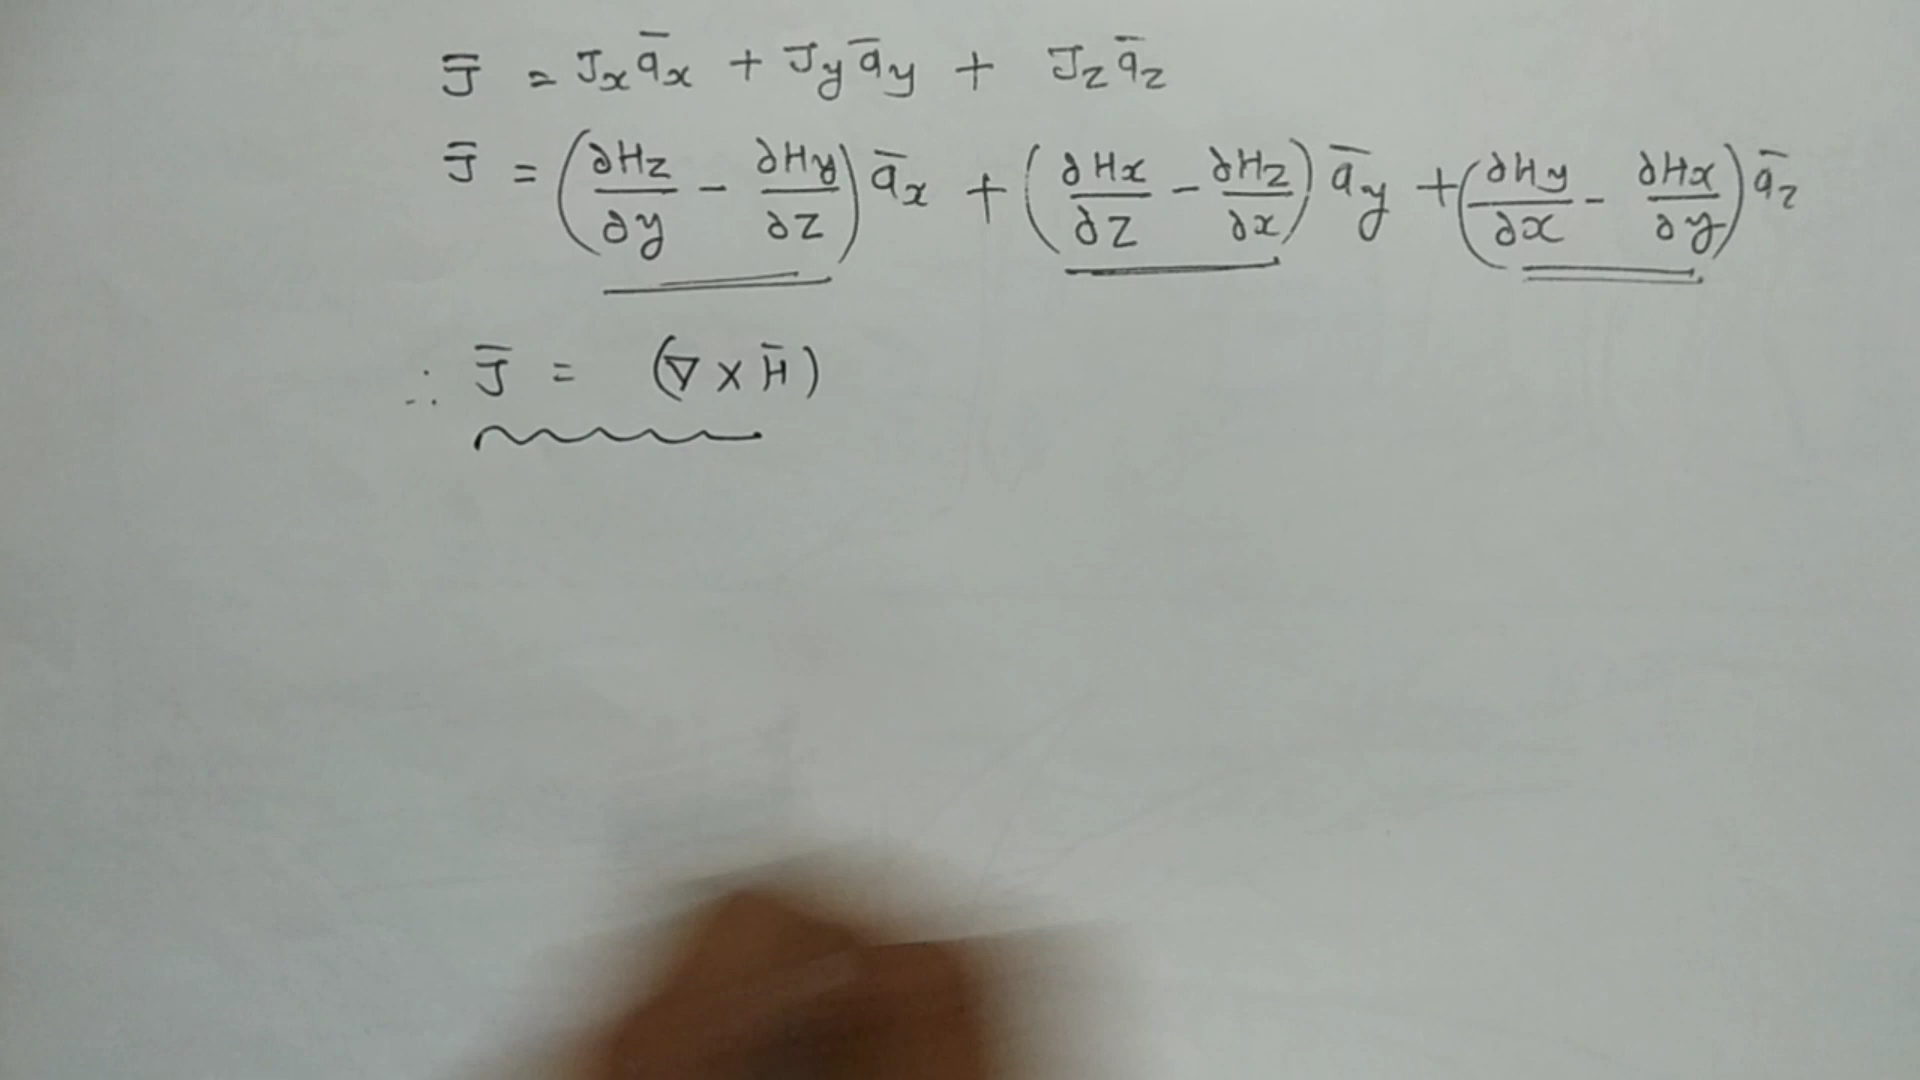 J̄ = Jx āx + Jy āy + Jz āz
J̄ = (∂Hz/∂y - ∂Hy/∂z) āx + (∂Hx/∂z - ∂Hz/∂x) āy + (∂Hy/∂x - ∂Hx/∂y) āz
∴ J̄ = (∇ × H̄)